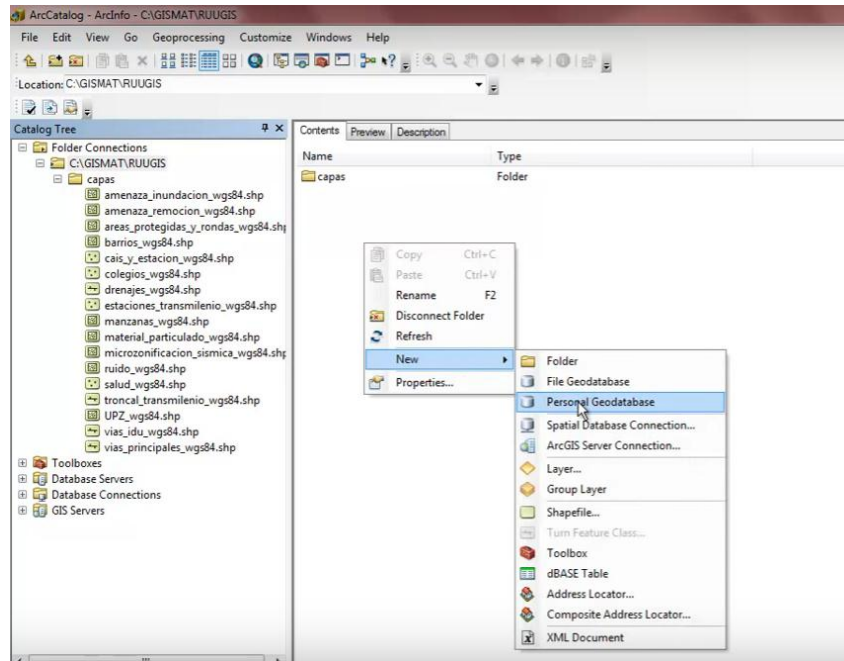 ArcCatalog - ArcInfo - C:\GISMAT\RUUGIS
File Edit View Go Geoprocessing Customize Windows Help
Location: C:\GISMAT\RUUGIS
Catalog Tree
Folder Connections
C:\GISMAT\RUUGIS
capas
amenaza_inundacion_wgs84.shp
amenaza_remocion_wgs84.shp
areas_protegidas_y_rondas_wgs84.shp
barrios_wgs84.shp
cais_y_estacion_wgs84.shp
colegios_wgs84.shp
drenajes_wgs84.shp
estaciones_transmilenio_wgs84.shp
manzanas_wgs84.shp
material_particulado_wgs84.shp
microzonificacion_sismica_wgs84.shp
ruido_wgs84.shp
salud_wgs84.shp
troncal_transmilenio_wgs84.shp
UPZ_wgs84.shp
vias_idu_wgs84.shp
vias_principales_wgs84.shp
Toolboxes
Database Servers
Database Connections
GIS Servers
Contents Preview Description
Name Type
capas Folder
Copy Ctrl+C
Paste Ctrl+V
Rename F2
Disconnect Folder
Refresh
New
Properties...
Folder
File Geodatabase
Personal Geodatabase
Spatial Database Connection...
ArcGIS Server Connection...
Layer...
Group Layer
Shapefile...
Turn Feature Class...
Toolbox
dBASE Table
Address Locator...
Composite Address Locator...
XML Document